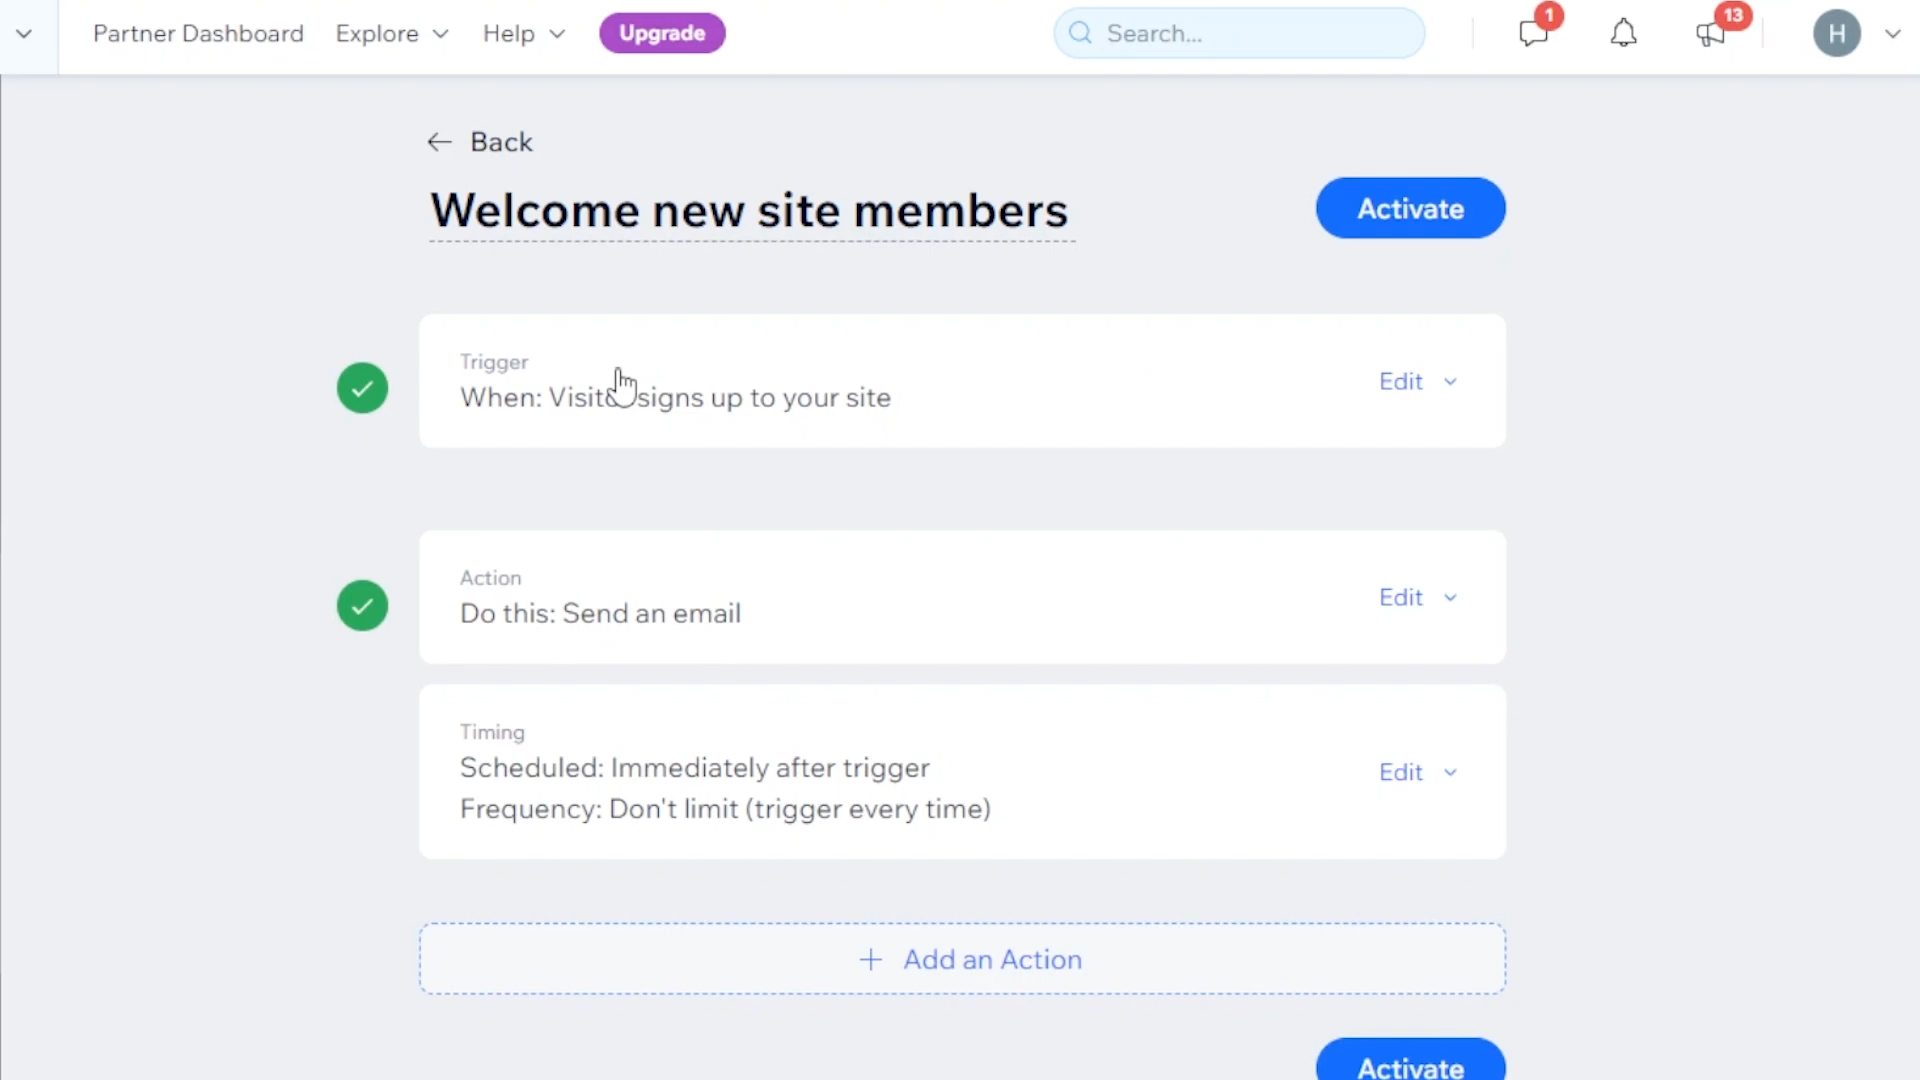 Partner Dashboard Explore Help Upgrade Search... 1 13 H
Back
Welcome new site members
Activate
Trigger
When: Visitor signs up to your site
Edit
Action
Do this: Send an email
Edit
Timing
Scheduled: Immediately after trigger
Frequency: Don't limit (trigger every time)
Edit
+ Add an Action
Activate